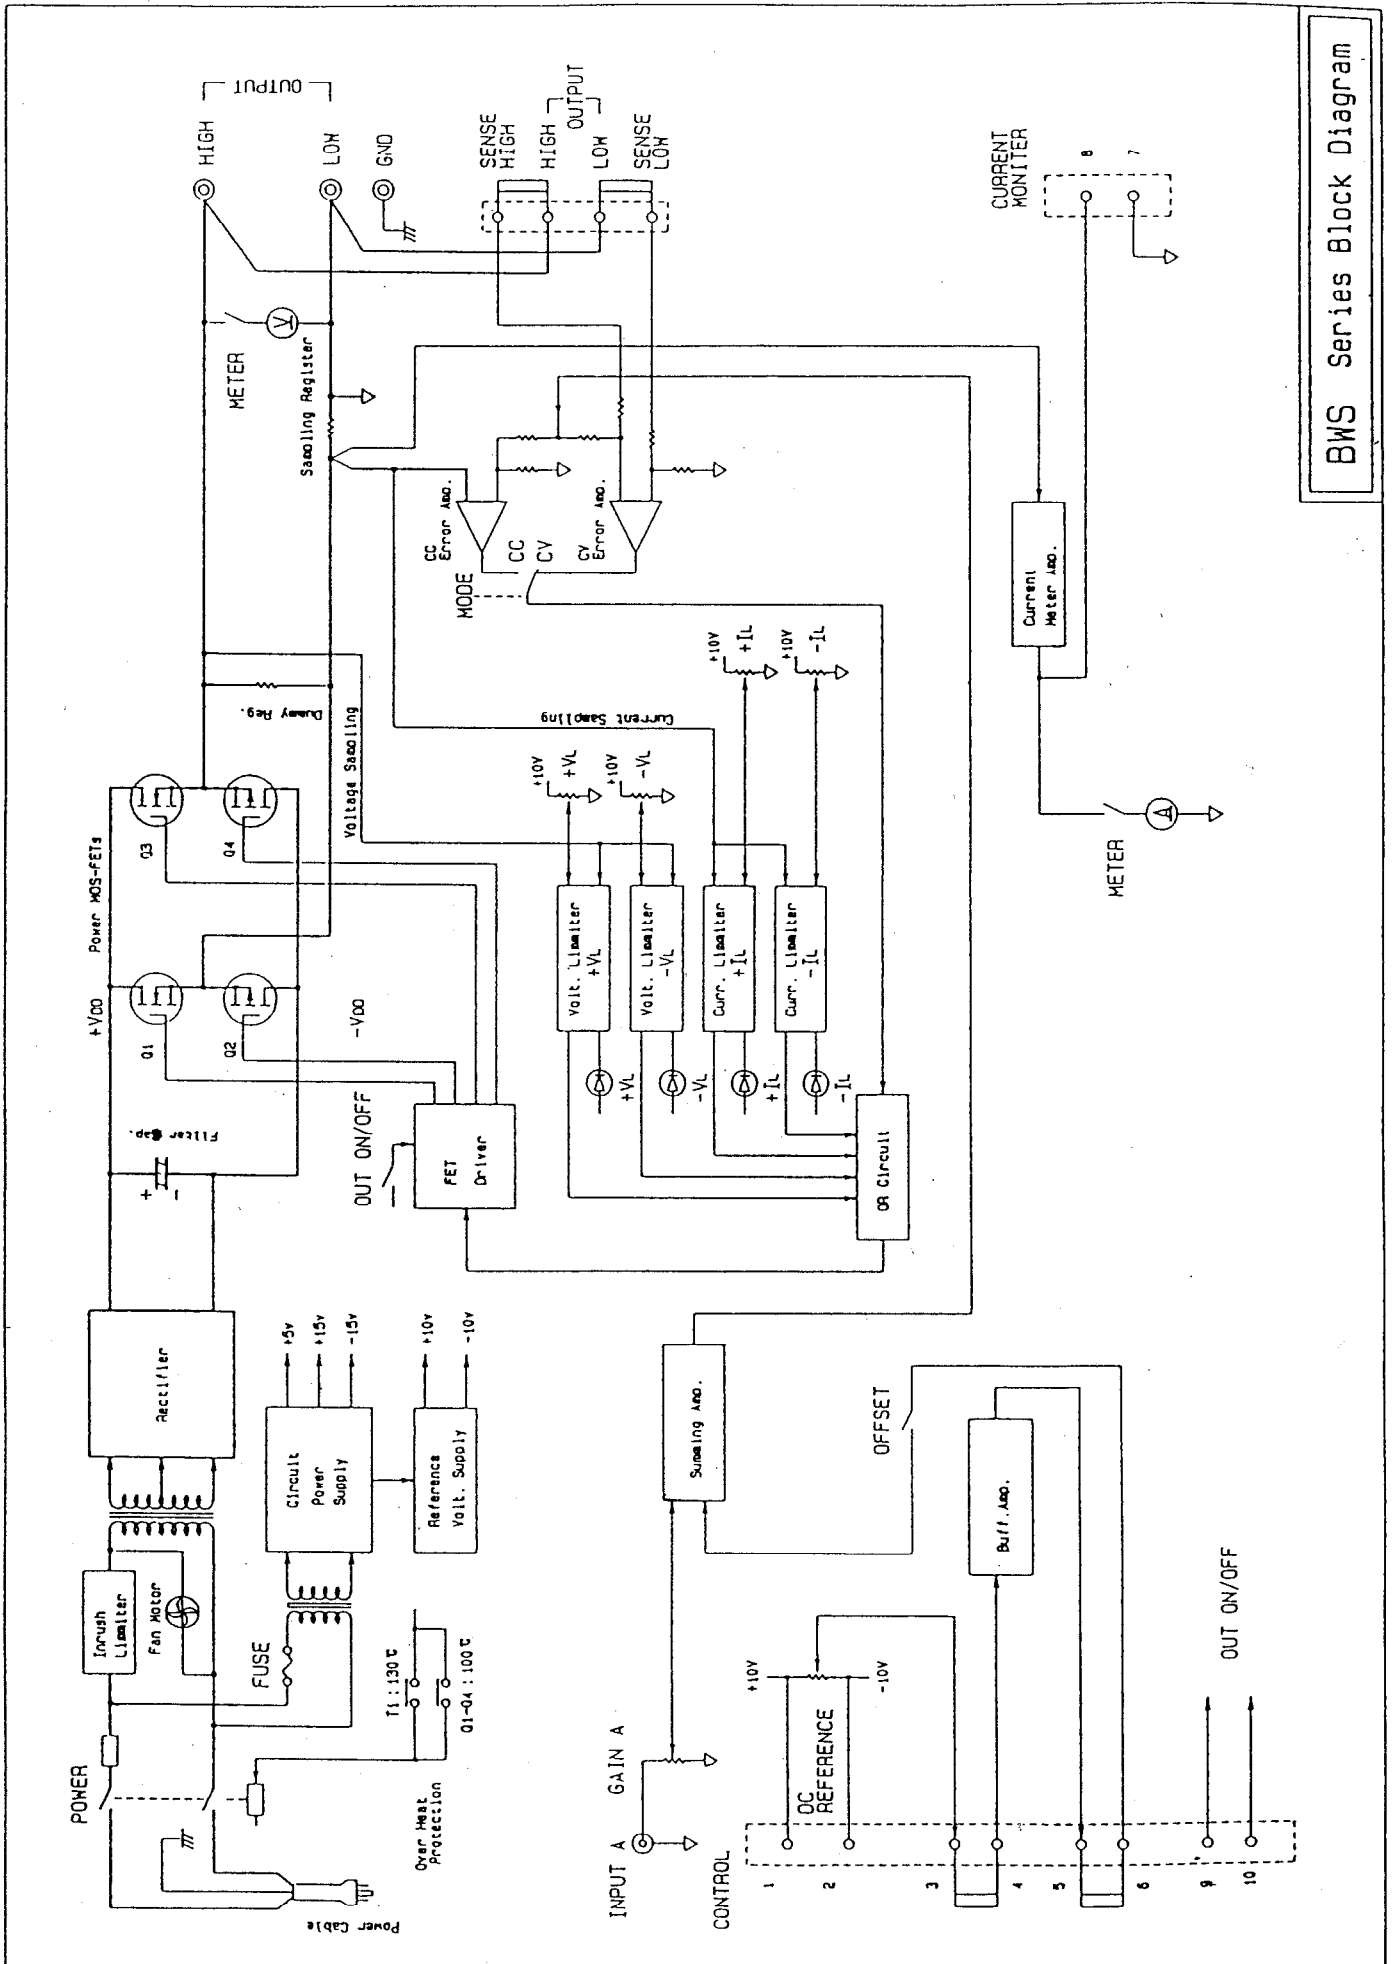 BWS Series Block Diagram
POWER
Inrush
Limiter
Fan Motor
Rectifier
+
-
Filter Cap.
+VDD
Power MOS-FETs
Q1
Q2
-VDD
Q3
Q4
Dummy Reg.
Voltage Sampling
METER
V
Sampling Register
HIGH
LOW
OUTPUT
GND
Power Cable
FUSE
Circuit
Power
Supply
+5V
+15V
-15V
Reference
Volt. Supply
+10V
-10V
Over Heat
Protection
T1:130℃
Q1-Q4:100℃
OUT ON/OFF
FET
Driver
CC
Error Amp.
CV
Error Amp.
MODE
CC
CV
SENSE
HIGH
HIGH
OUTPUT
LOW
SENSE
LOW
Current Sampling
Volt. Limiter
+VL
+10V
+VL
+VL
Volt. Limiter
-VL
+10V
-VL
-VL
Curr. Limiter
+IL
+10V
+IL
+IL
Curr. Limiter
-IL
+10V
-IL
-IL
OR Circuit
INPUT A
GAIN A
Summing Amp.
OFFSET
CONTROL
1
2
3
4
5
6
9
10
DC
REFERENCE
+10V
-10V
Buff.Amp.
OUT ON/OFF
Current
Meter Amp.
METER
A
CURRENT
MONITER
8
7